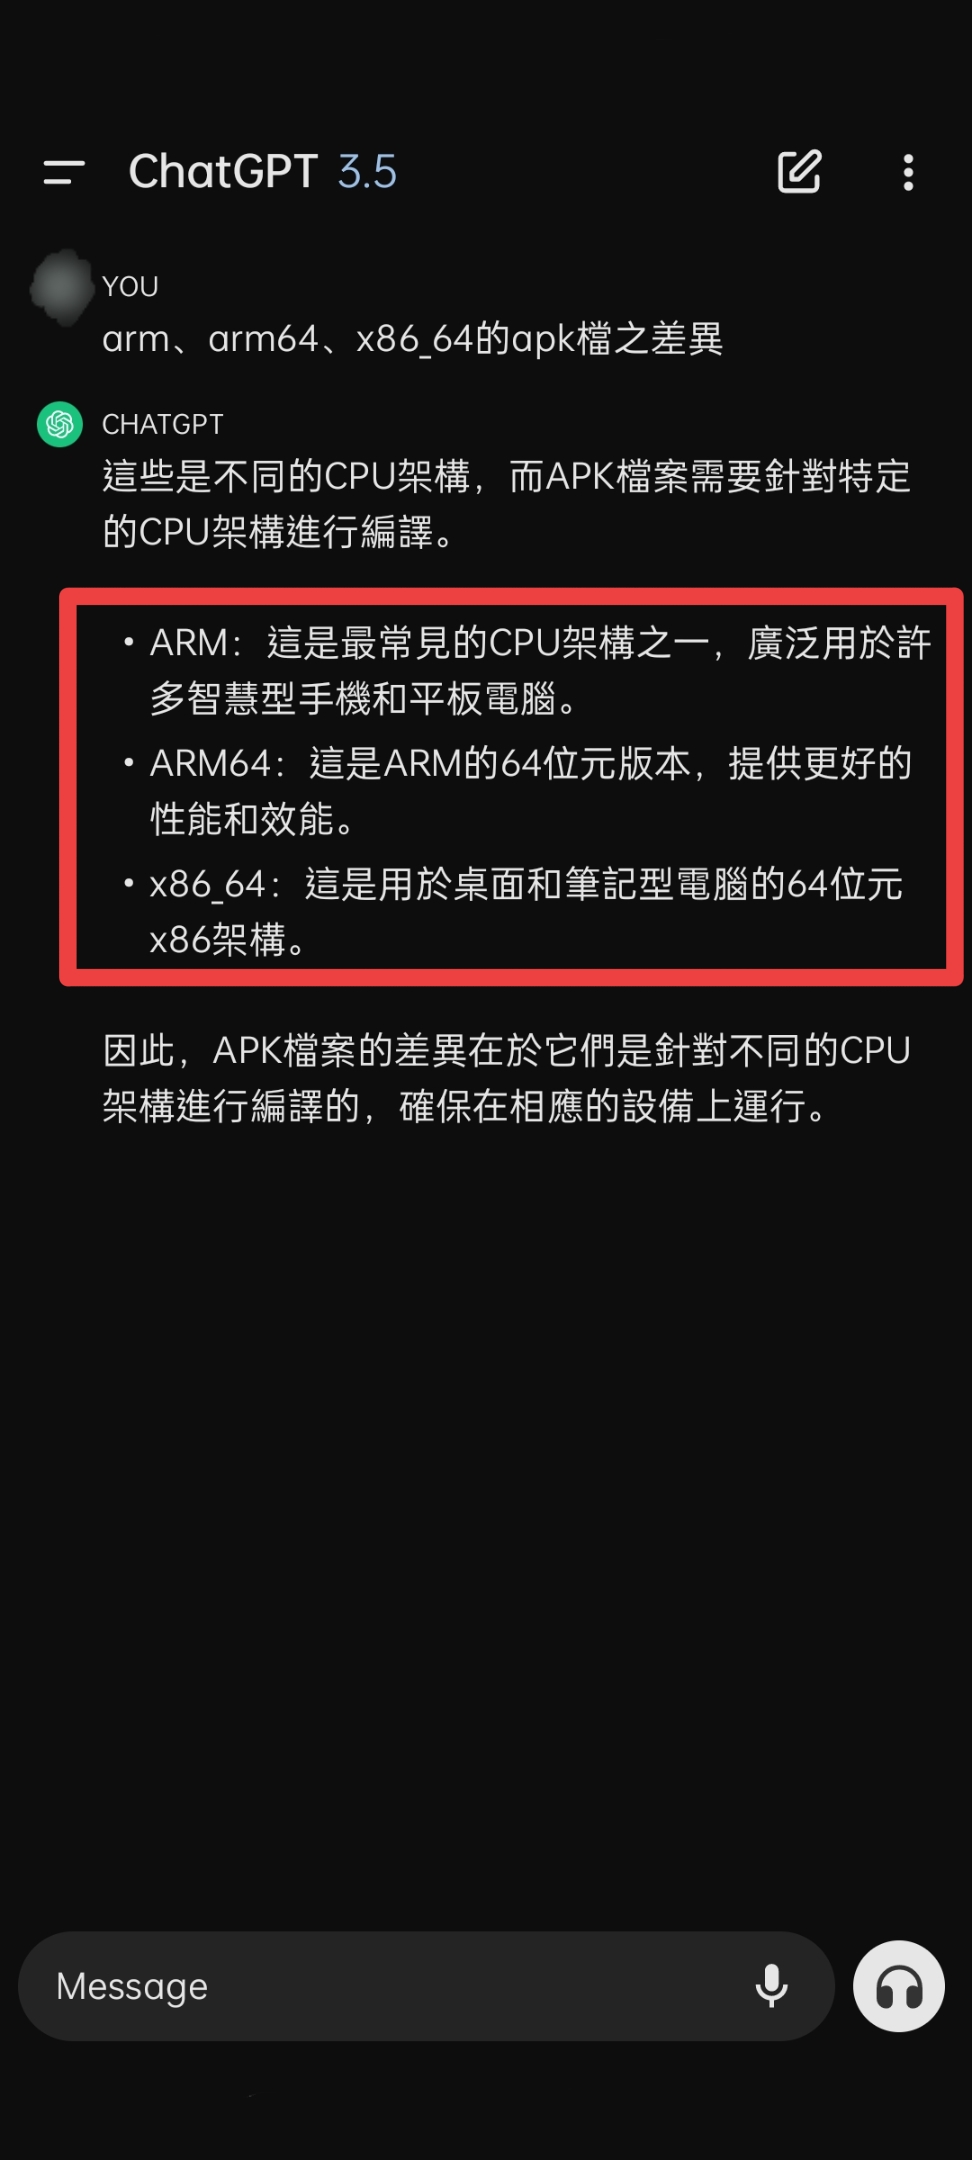 ChatGPT 3.5
YOU
arm、arm64、x86_64的apk檔之差異
CHATGPT
這些是不同的CPU架構，而APK檔案需要針對特定
的CPU架構進行編譯。
• ARM：這是最常見的CPU架構之一，廣泛用於許
多智慧型手機和平板電腦。
• ARM64：這是ARM的64位元版本，提供更好的
性能和效能。
• x86_64：這是用於桌面和筆記型電腦的64位元
x86架構。
因此，APK檔案的差異在於它們是針對不同的CPU
架構進行編譯的，確保在相應的設備上運行。
Message